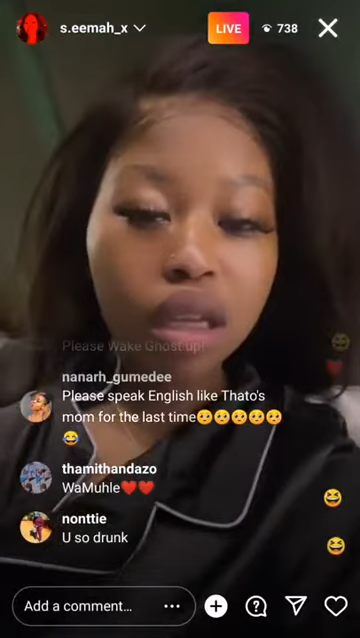 s.eemah_x
LIVE
738
Please Wake Ghost up!
nanarh_gumedee
Please speak English like Thato's
mom for the last time🥺🥺🥺🥺🥺
😂
thamithandazo
WaMuhle❤️❤️
nonttie
U so drunk
Add a comment...